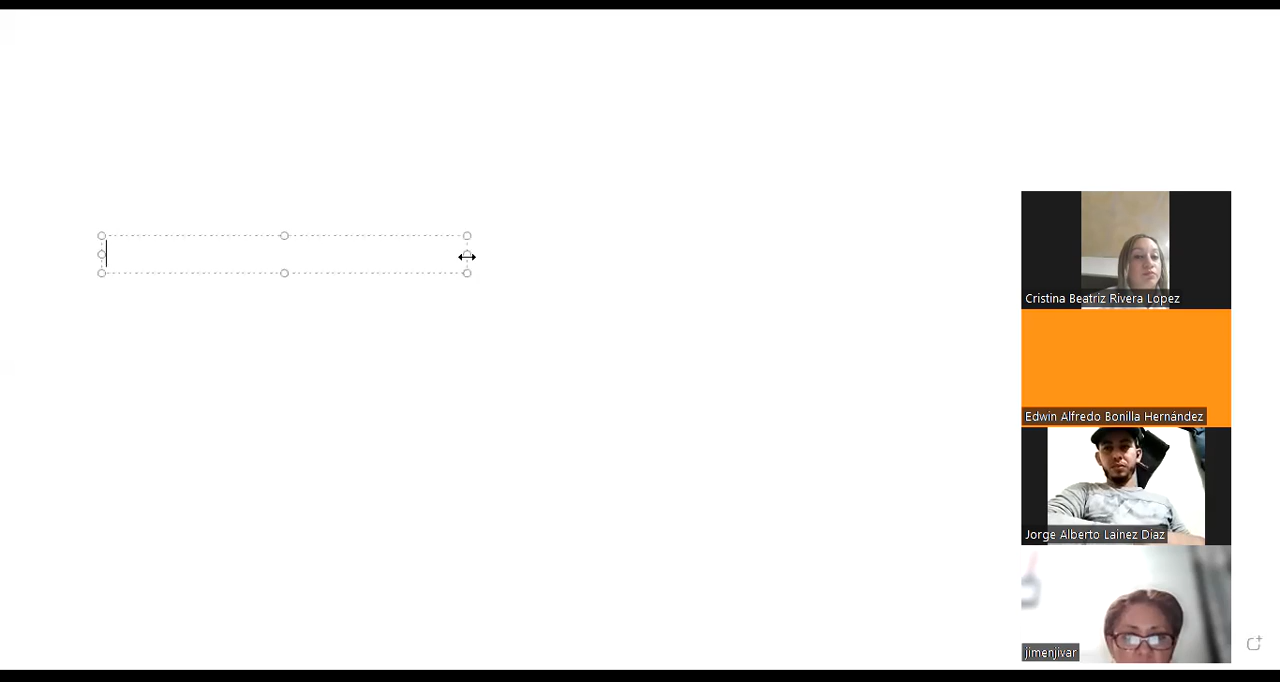 Cristina Beatriz Rivera Lopez
Edwin Alfredo Bonilla Hernández
Jorge Alberto Lainez Diaz
jimenjivar